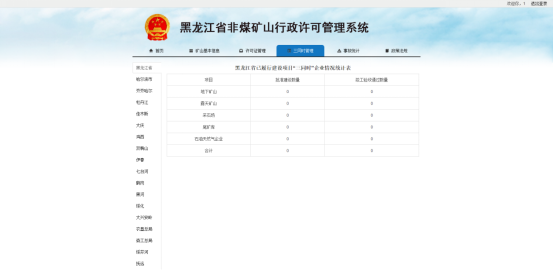 欢迎您，1 退出登录
黑龙江省非煤矿山行政许可管理系统
首页 矿山基本信息 许可证管理 三同时管理 事故统计 政策法规
黑龙江省
哈尔滨市
齐齐哈尔
牡丹江
佳木斯
大庆
鸡西
双鸭山
伊春
七台河
鹤岗
黑河
绥化
大兴安岭
农垦总局
森工总局
绥芬河
抚远
黑龙江省已履行建设项目"三同时"企业情况统计表
项目 批准建设数量 竣工验收通过数量
地下矿山 0 0
露天矿山 0 0
采石场 0 0
尾矿库 0 0
石油天然气企业 0 0
合计 0 0